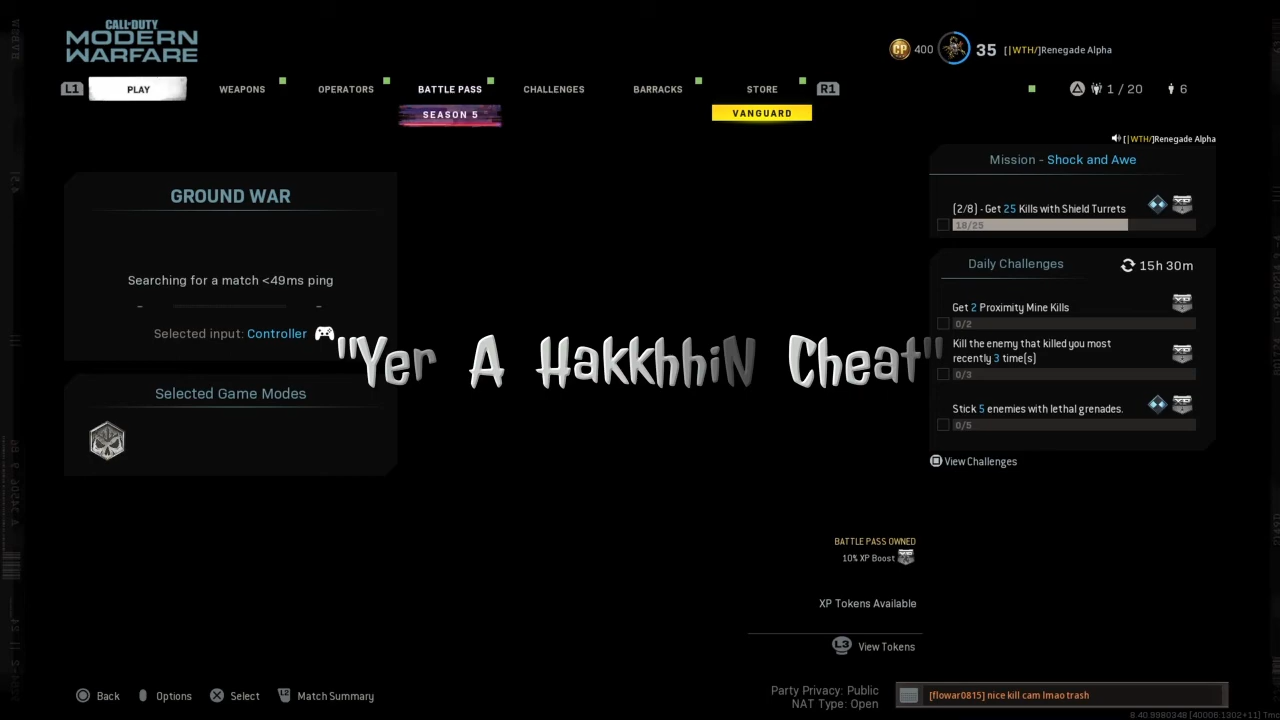 CALL OF DUTY
MODERN
WARFARE
CP 400 35 [|WTH/]Renegade Alpha
L1 PLAY WEAPONS OPERATORS BATTLE PASS CHALLENGES BARRACKS STORE R1 1 / 20 6
SEASON 5 VANGUARD
[|WTH/]Renegade Alpha
GROUND WAR
Searching for a match <49ms ping
- -
Selected input: Controller
"Yer A HakkhhiN Cheat"
Selected Game Modes
Mission - Shock and Awe
(2/8) - Get 25 Kills with Shield Turrets
18/25
Daily Challenges 15h 30m
Get 2 Proximity Mine Kills
0/2
Kill the enemy that killed you most
recently 3 time(s)
0/3
Stick 5 enemies with lethal grenades.
0/5
View Challenges
BATTLE PASS OWNED
10% XP Boost XP
XP Tokens Available
L3 View Tokens
Back Options Select L2 Match Summary
Party Privacy: Public
NAT Type: Open
[flowar0815] nice kill cam lmao trash